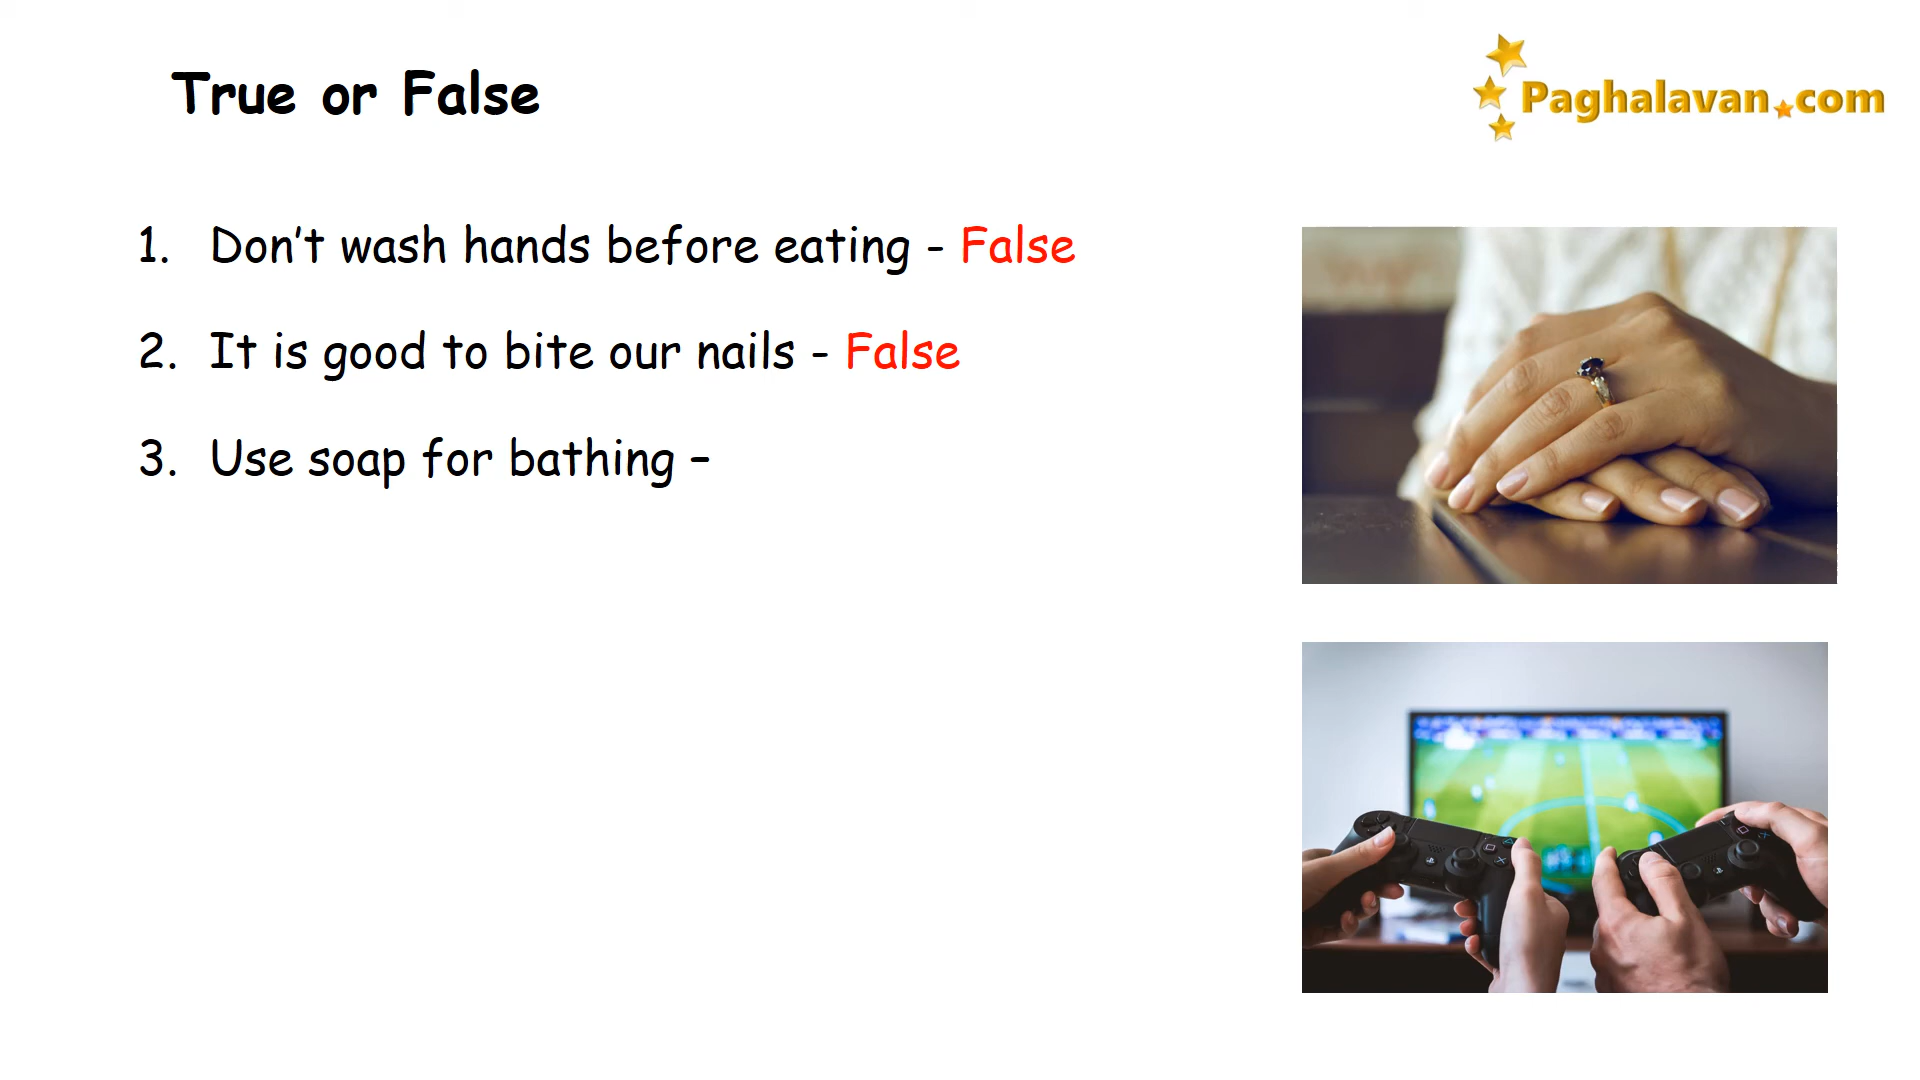 True or False
Paghalavan.com
1. Don’t wash hands before eating - False
2. It is good to bite our nails - False
3. Use soap for bathing –